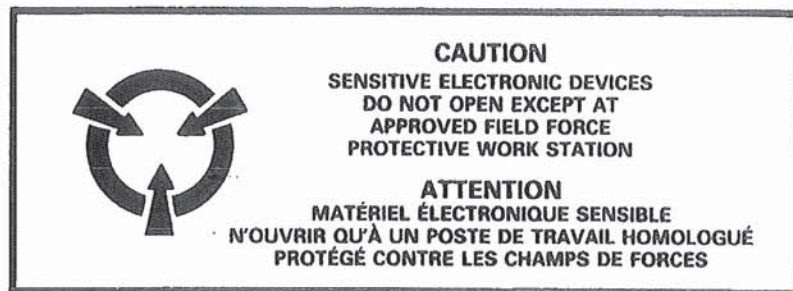 CAUTION
SENSITIVE ELECTRONIC DEVICES
DO NOT OPEN EXCEPT AT
APPROVED FIELD FORCE
PROTECTIVE WORK STATION
ATTENTION
MATÉRIEL ÉLECTRONIQUE SENSIBLE
N'OUVRIR QU'À UN POSTE DE TRAVAIL HOMOLOGUÉ
PROTÉGÉ CONTRE LES CHAMPS DE FORCES